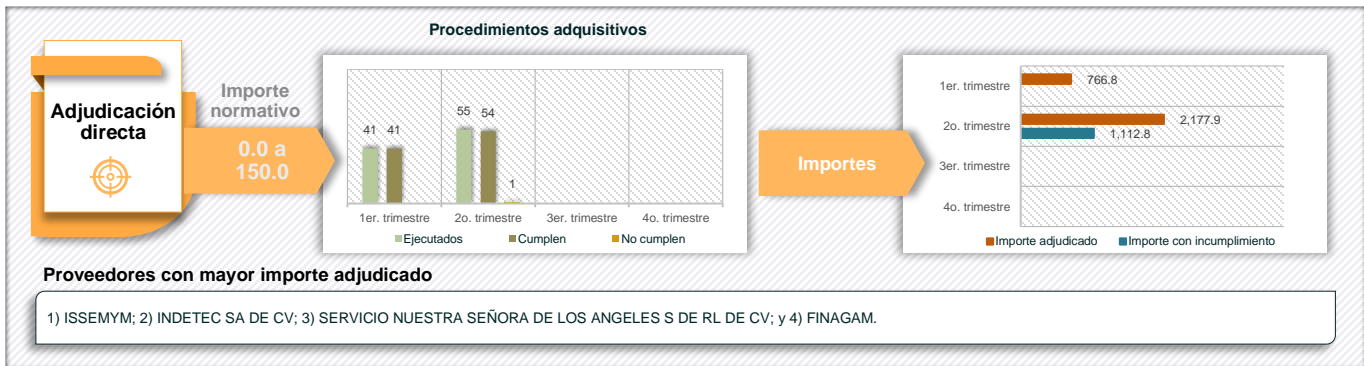 Procedimientos adquisitivos
Adjudicación
directa
Importe
normativo
0.0 a
150.0
41 41
55 54
1
1er. trimestre 2o. trimestre 3er. trimestre 4o. trimestre
Ejecutados Cumplen No cumplen
Importes
1er. trimestre 766.8
2o. trimestre 2,177.9
1,112.8
3er. trimestre
4o. trimestre
Importe adjudicado Importe con incumplimiento
Proveedores con mayor importe adjudicado
1) ISSEMYM; 2) INDETEC SA DE CV; 3) SERVICIO NUESTRA SEÑORA DE LOS ANGELES S DE RL DE CV; y 4) FINAGAM.